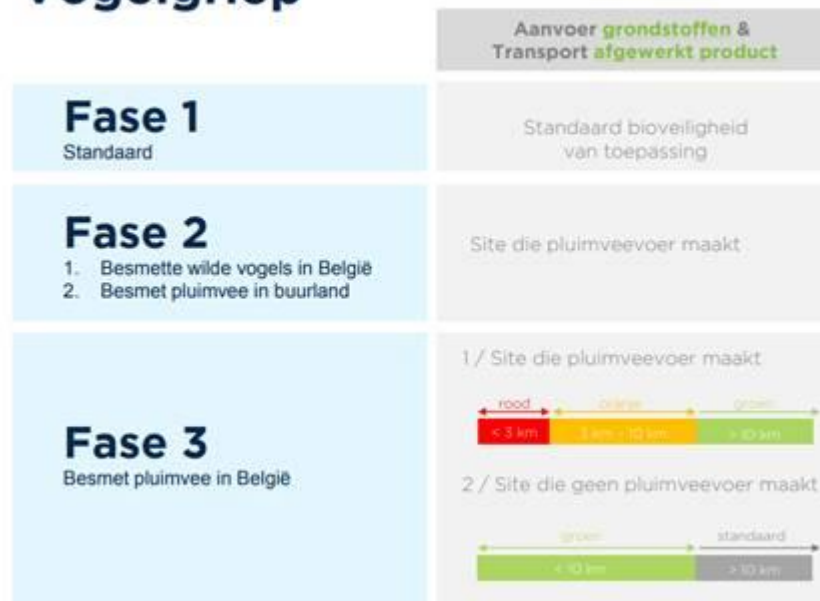 Vogelgriep
Aanvoer grondstoffen &
Transport afgewerkt product
Fase 1
Standaard
Standaard bioveiligheid
van toepassing
Fase 2
1. Besmette wilde vogels in België
2. Besmet pluimvee in buurland
Site die pluimveevoer maakt
Fase 3
Besmet pluimvee in België
1 / Site die pluimveevoer maakt
rood oranje groen
< 3 km 3 km - 10 km > 10 km
2 / Site die geen pluimveevoer maakt
groen standaard
< 10 km > 10 km